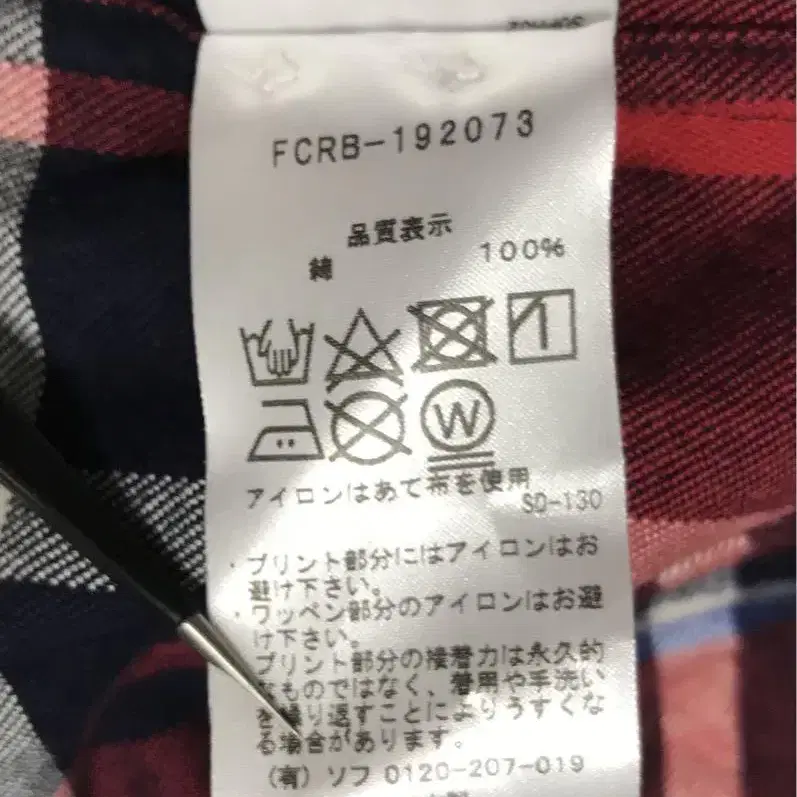 FCRB-192073
品質表示
綿 100%
W
アイロンはあて布を使用
SO-130
・プリント部分にはアイロンはお
避け下さい。
・ワッペン部分のアイロンはお避
け下さい。
プリント部分の接着力は永久的
なものではなく、着用や手洗い
を繰り返すことによりうすくな
る場合があります。
(有)ソフ 0120-207-019